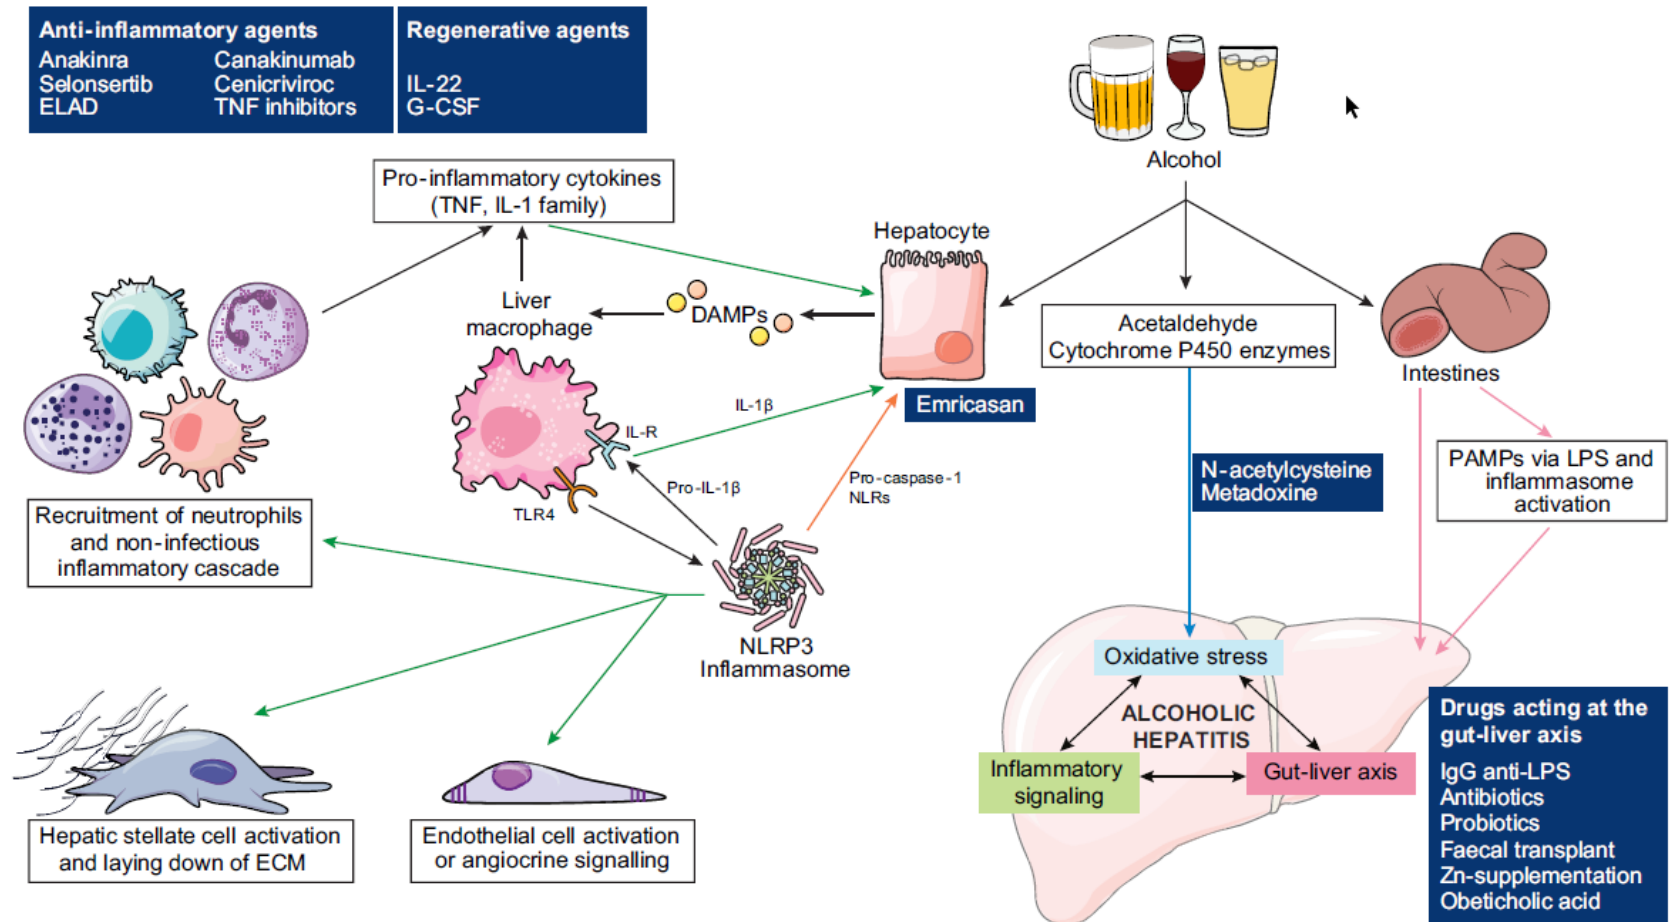 Anti-inflammatory agents
Anakinra Canakinumab
Selonsertib Cenicriviroc
ELAD TNF inhibitors
Regenerative agents
IL-22
G-CSF
Alcohol
Pro-inflammatory cytokines
(TNF, IL-1 family)
Hepatocyte
Liver
macrophage
DAMPs
Acetaldehyde
Cytochrome P450 enzymes
Intestines
Emricasan
IL-1β
IL-R
Pro-IL-1β
TLR4
Pro-caspase-1
NLRs
N-acetylcysteine
Metadoxine
PAMPs via LPS and
inflammasome
activation
Recruitment of neutrophils
and non-infectious
inflammatory cascade
NLRP3
Inflammasome
Oxidative stress
ALCOHOLIC
HEPATITIS
Inflammatory
signaling
Gut-liver axis
Drugs acting at the
gut-liver axis
IgG anti-LPS
Antibiotics
Probiotics
Faecal transplant
Zn-supplementation
Obeticholic acid
Hepatic stellate cell activation
and laying down of ECM
Endothelial cell activation
or angiocrine signalling